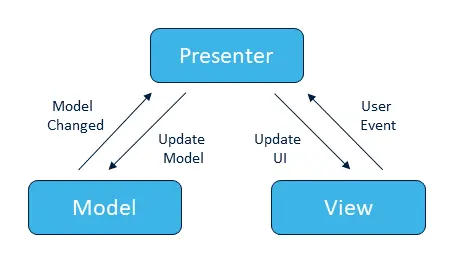 Presenter
Model
Changed
Update
Model
Update
UI
User
Event
Model
View